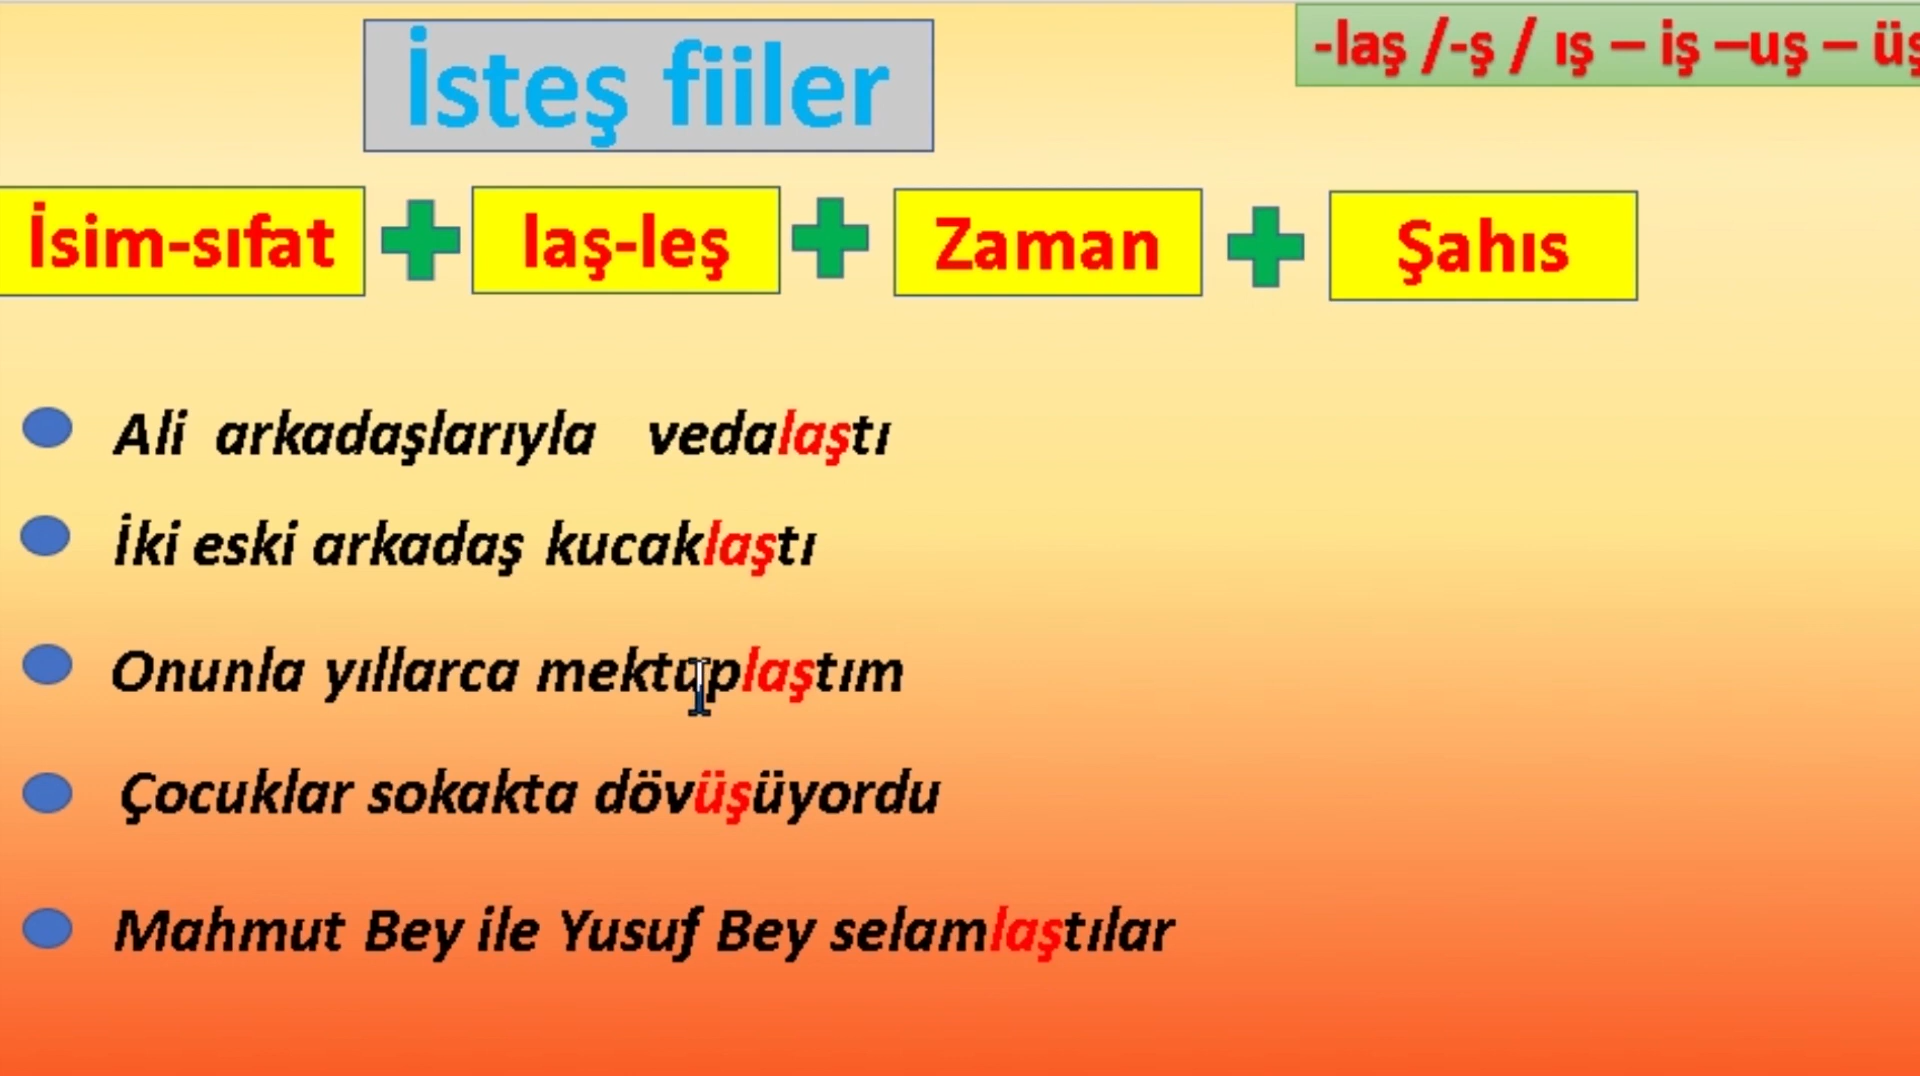 İsteş fiiler
-laş /-ş / ış – iş –uş – üş
İsim-sıfat laş-leş Zaman Şahıs
Ali arkadaşlarıyla vedalaştı
İki eski arkadaş kucaklaştı
Onunla yıllarca mektuplaştım
Çocuklar sokakta dövüşüyordu
Mahmut Bey ile Yusuf Bey selamlaştılar